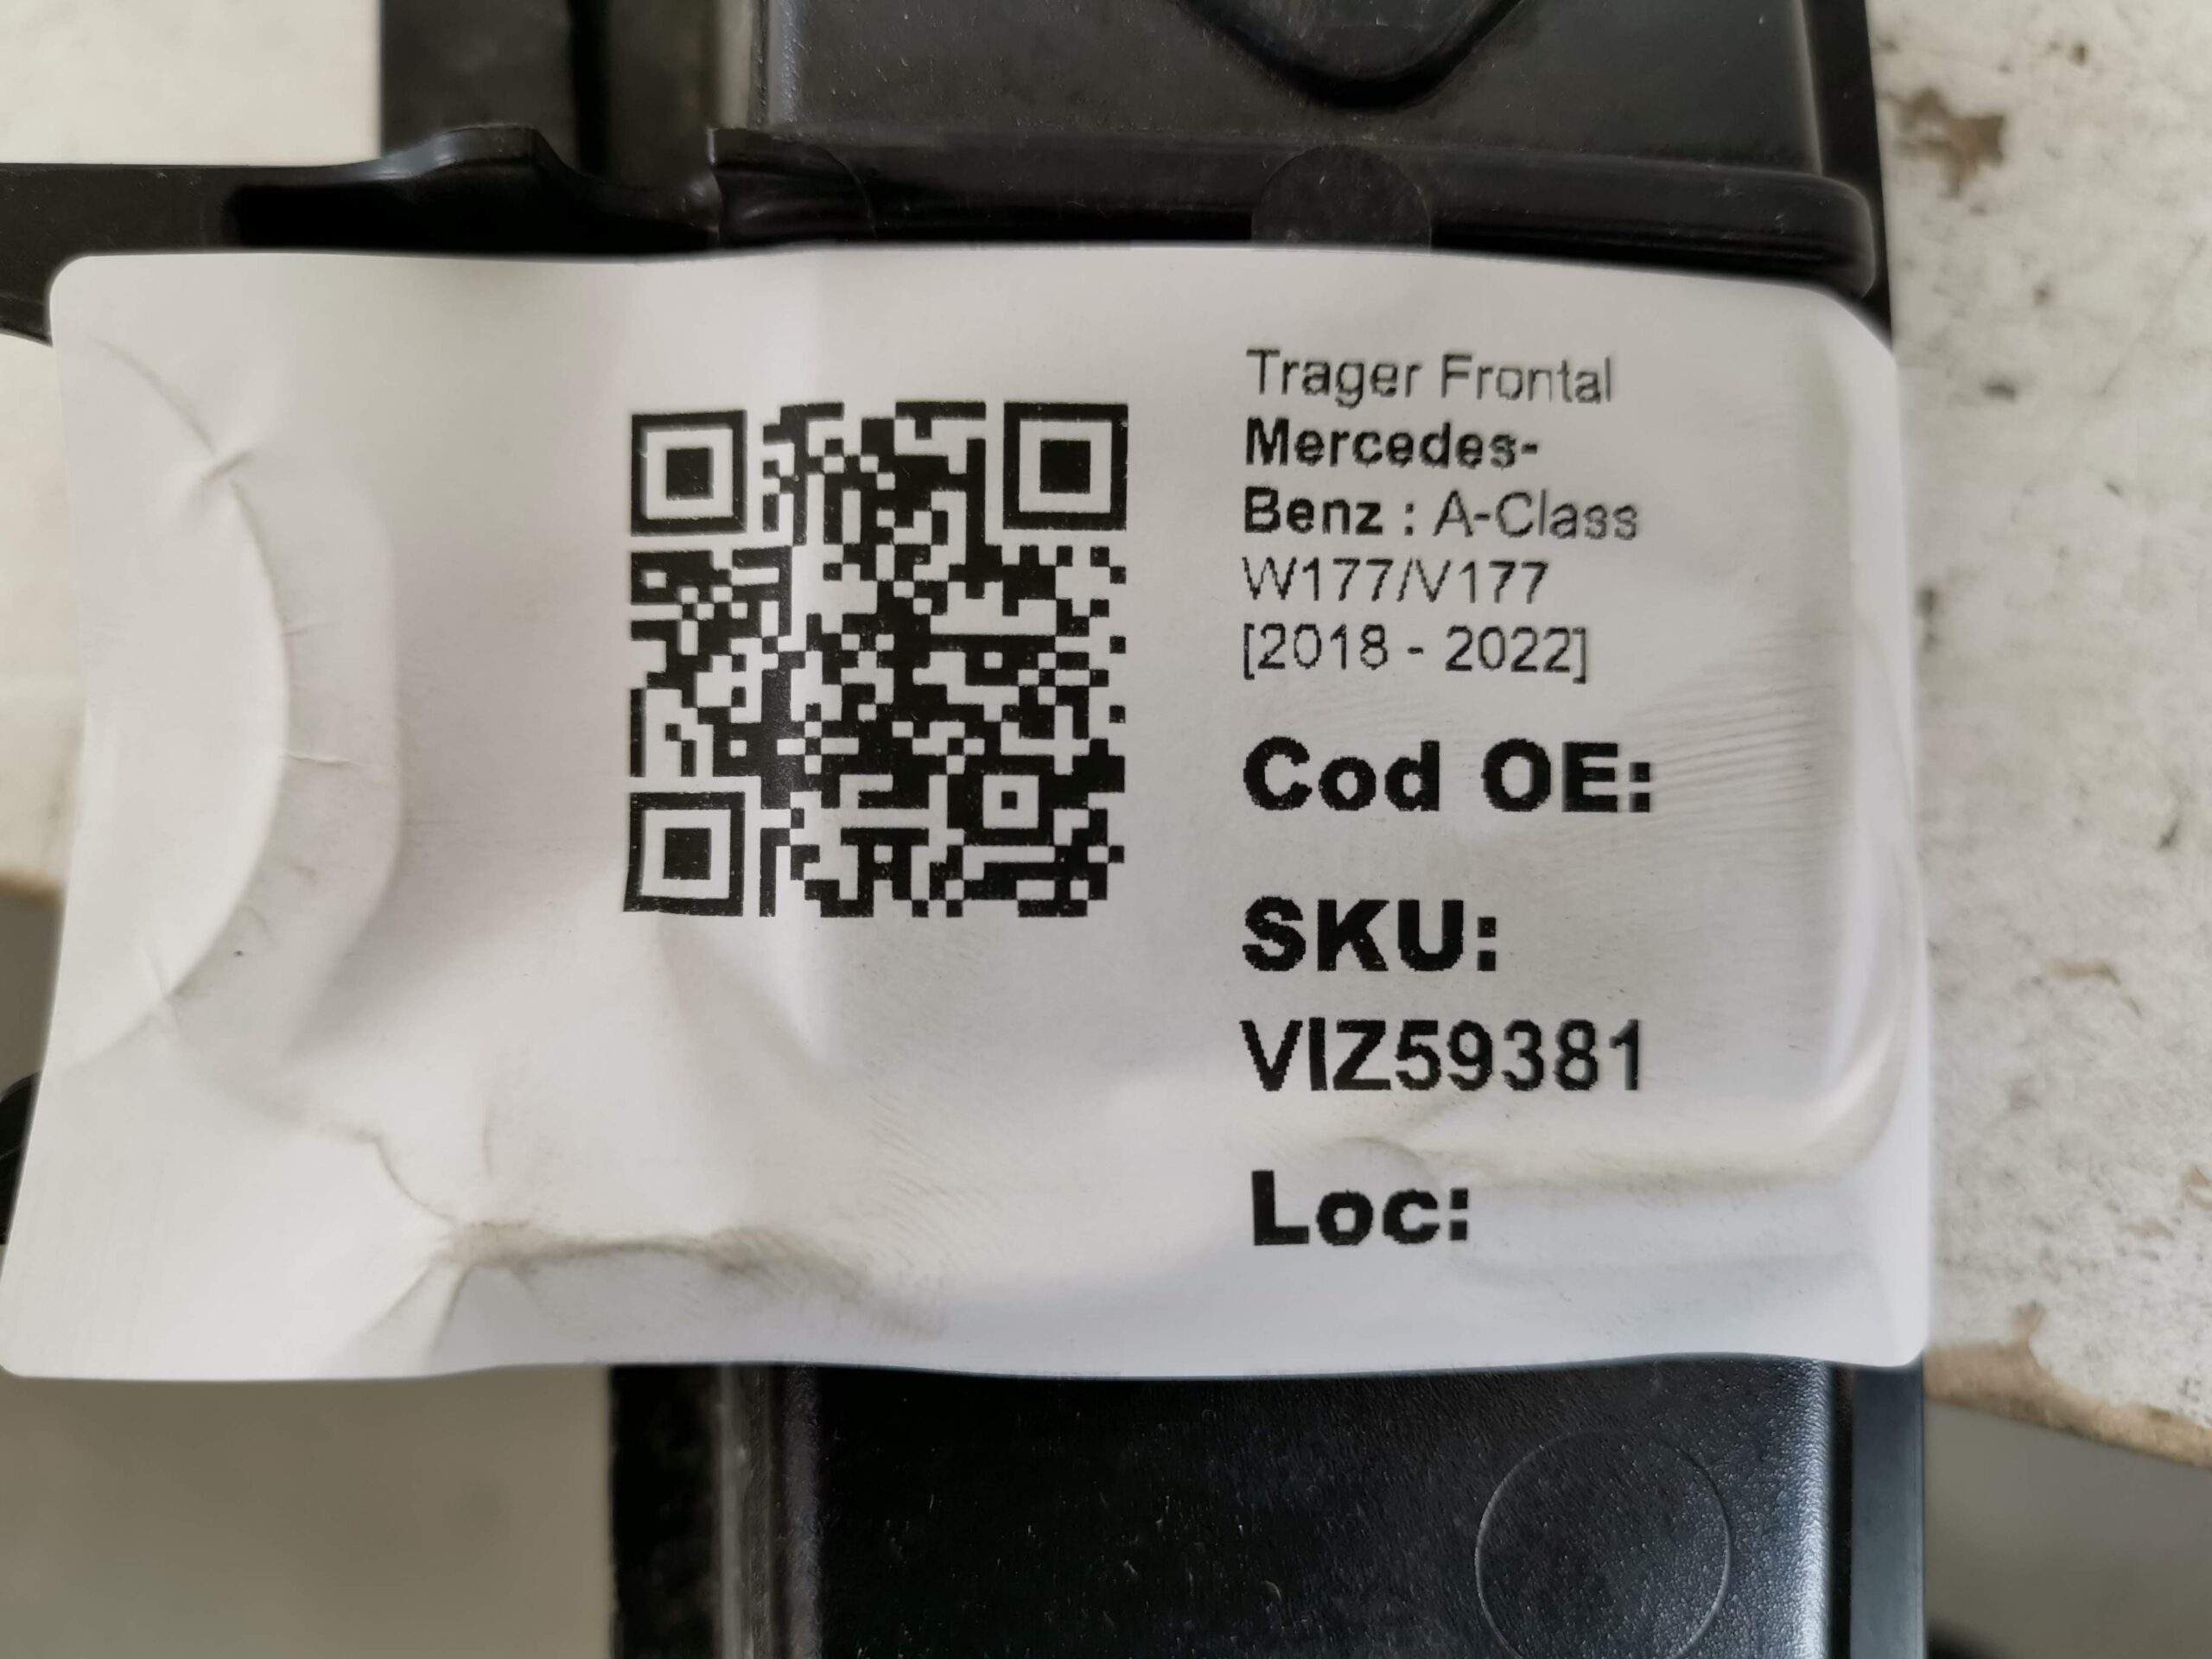 Trager Frontal
Mercedes-
Benz : A-Class
W177/V177
[2018 - 2022]
Cod OE:
SKU:
VIZ59381
Loc: